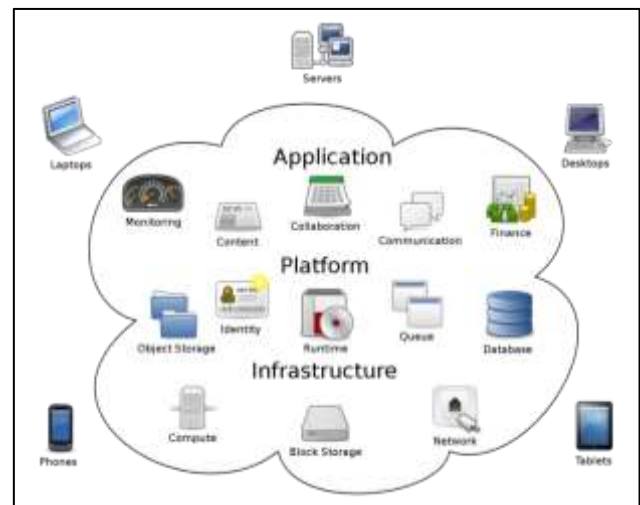 Servers
Laptops
Desktops
Application
Monitoring
Content
Collaboration
Communication
Finance
Platform
Object Storage
Identity
Runtime
Queue
Database
Infrastructure
Compute
Block Storage
Network
Phones
Tablets